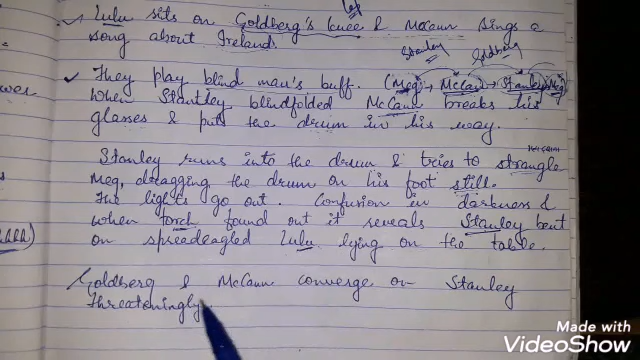 lap
Lulu sits on Goldberg's knee & McCann sings a
song about Ireland.
Stanley Goldberg
They play blind man's buff. (Meg → McCann → Stanley Meg)
When Stantley blindfolded McCann breaks his
glasses & puts the drum in his way.
Stanley runs into the drum & tries to strangle
Meg, dragging the drum on his foot still.
The lights go out. Confusion in darkness &
when torch found out it reveals Stanley bent
on spreadeagled Lulu lying on the table.
Goldberg & McCann converge on Stanley
threateningly.
Made with
VideoShow